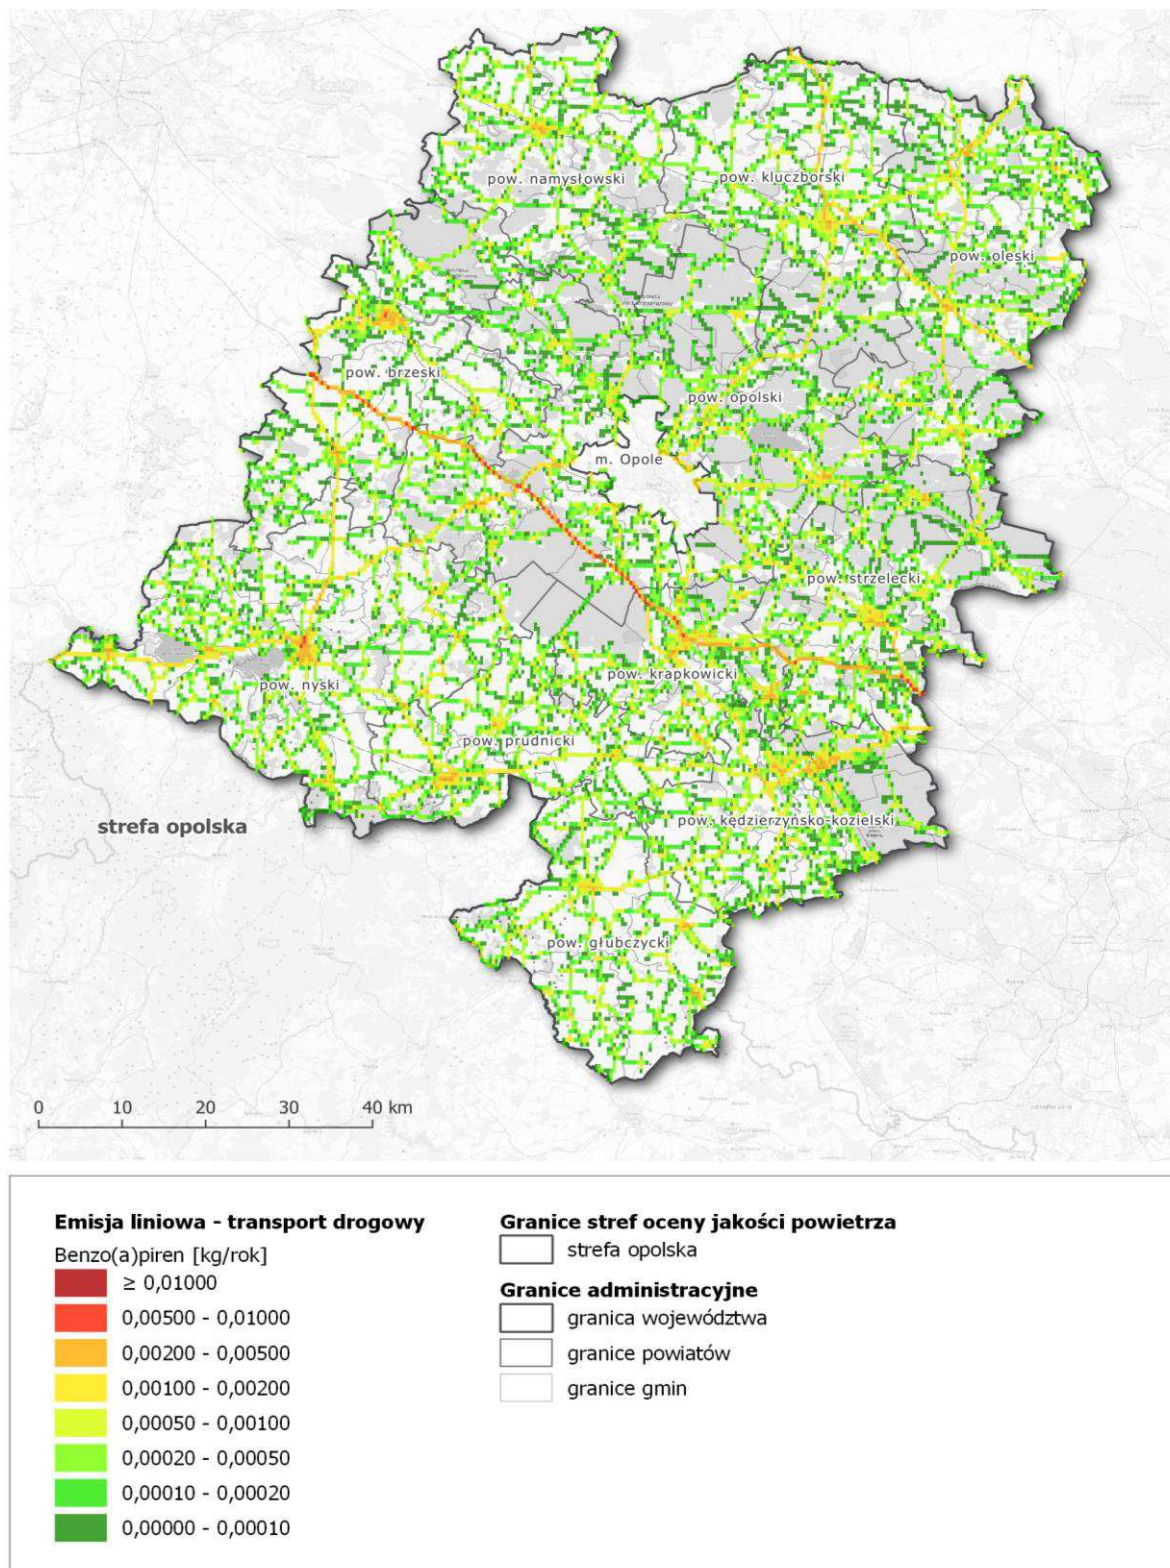 pow. namysłowski
pow. kluczborski
pow. oleski
pow. brzeski
pow. opolski
m. Opole
pow. strzelecki
pow. krapkowicki
pow. nyski
pow. prudnicki
strefa opolska
pow. kędzierzyńsko-kozielski
pow. głubczycki
0 10 20 30 40 km
Emisja liniowa - transport drogowy
Benzo(a)piren [kg/rok]
≥ 0,01000
0,00500 - 0,01000
0,00200 - 0,00500
0,00100 - 0,00200
0,00050 - 0,00100
0,00020 - 0,00050
0,00010 - 0,00020
0,00000 - 0,00010
Granice stref oceny jakości powietrza
strefa opolska
Granice administracyjne
granica województwa
granice powiatów
granice gmin